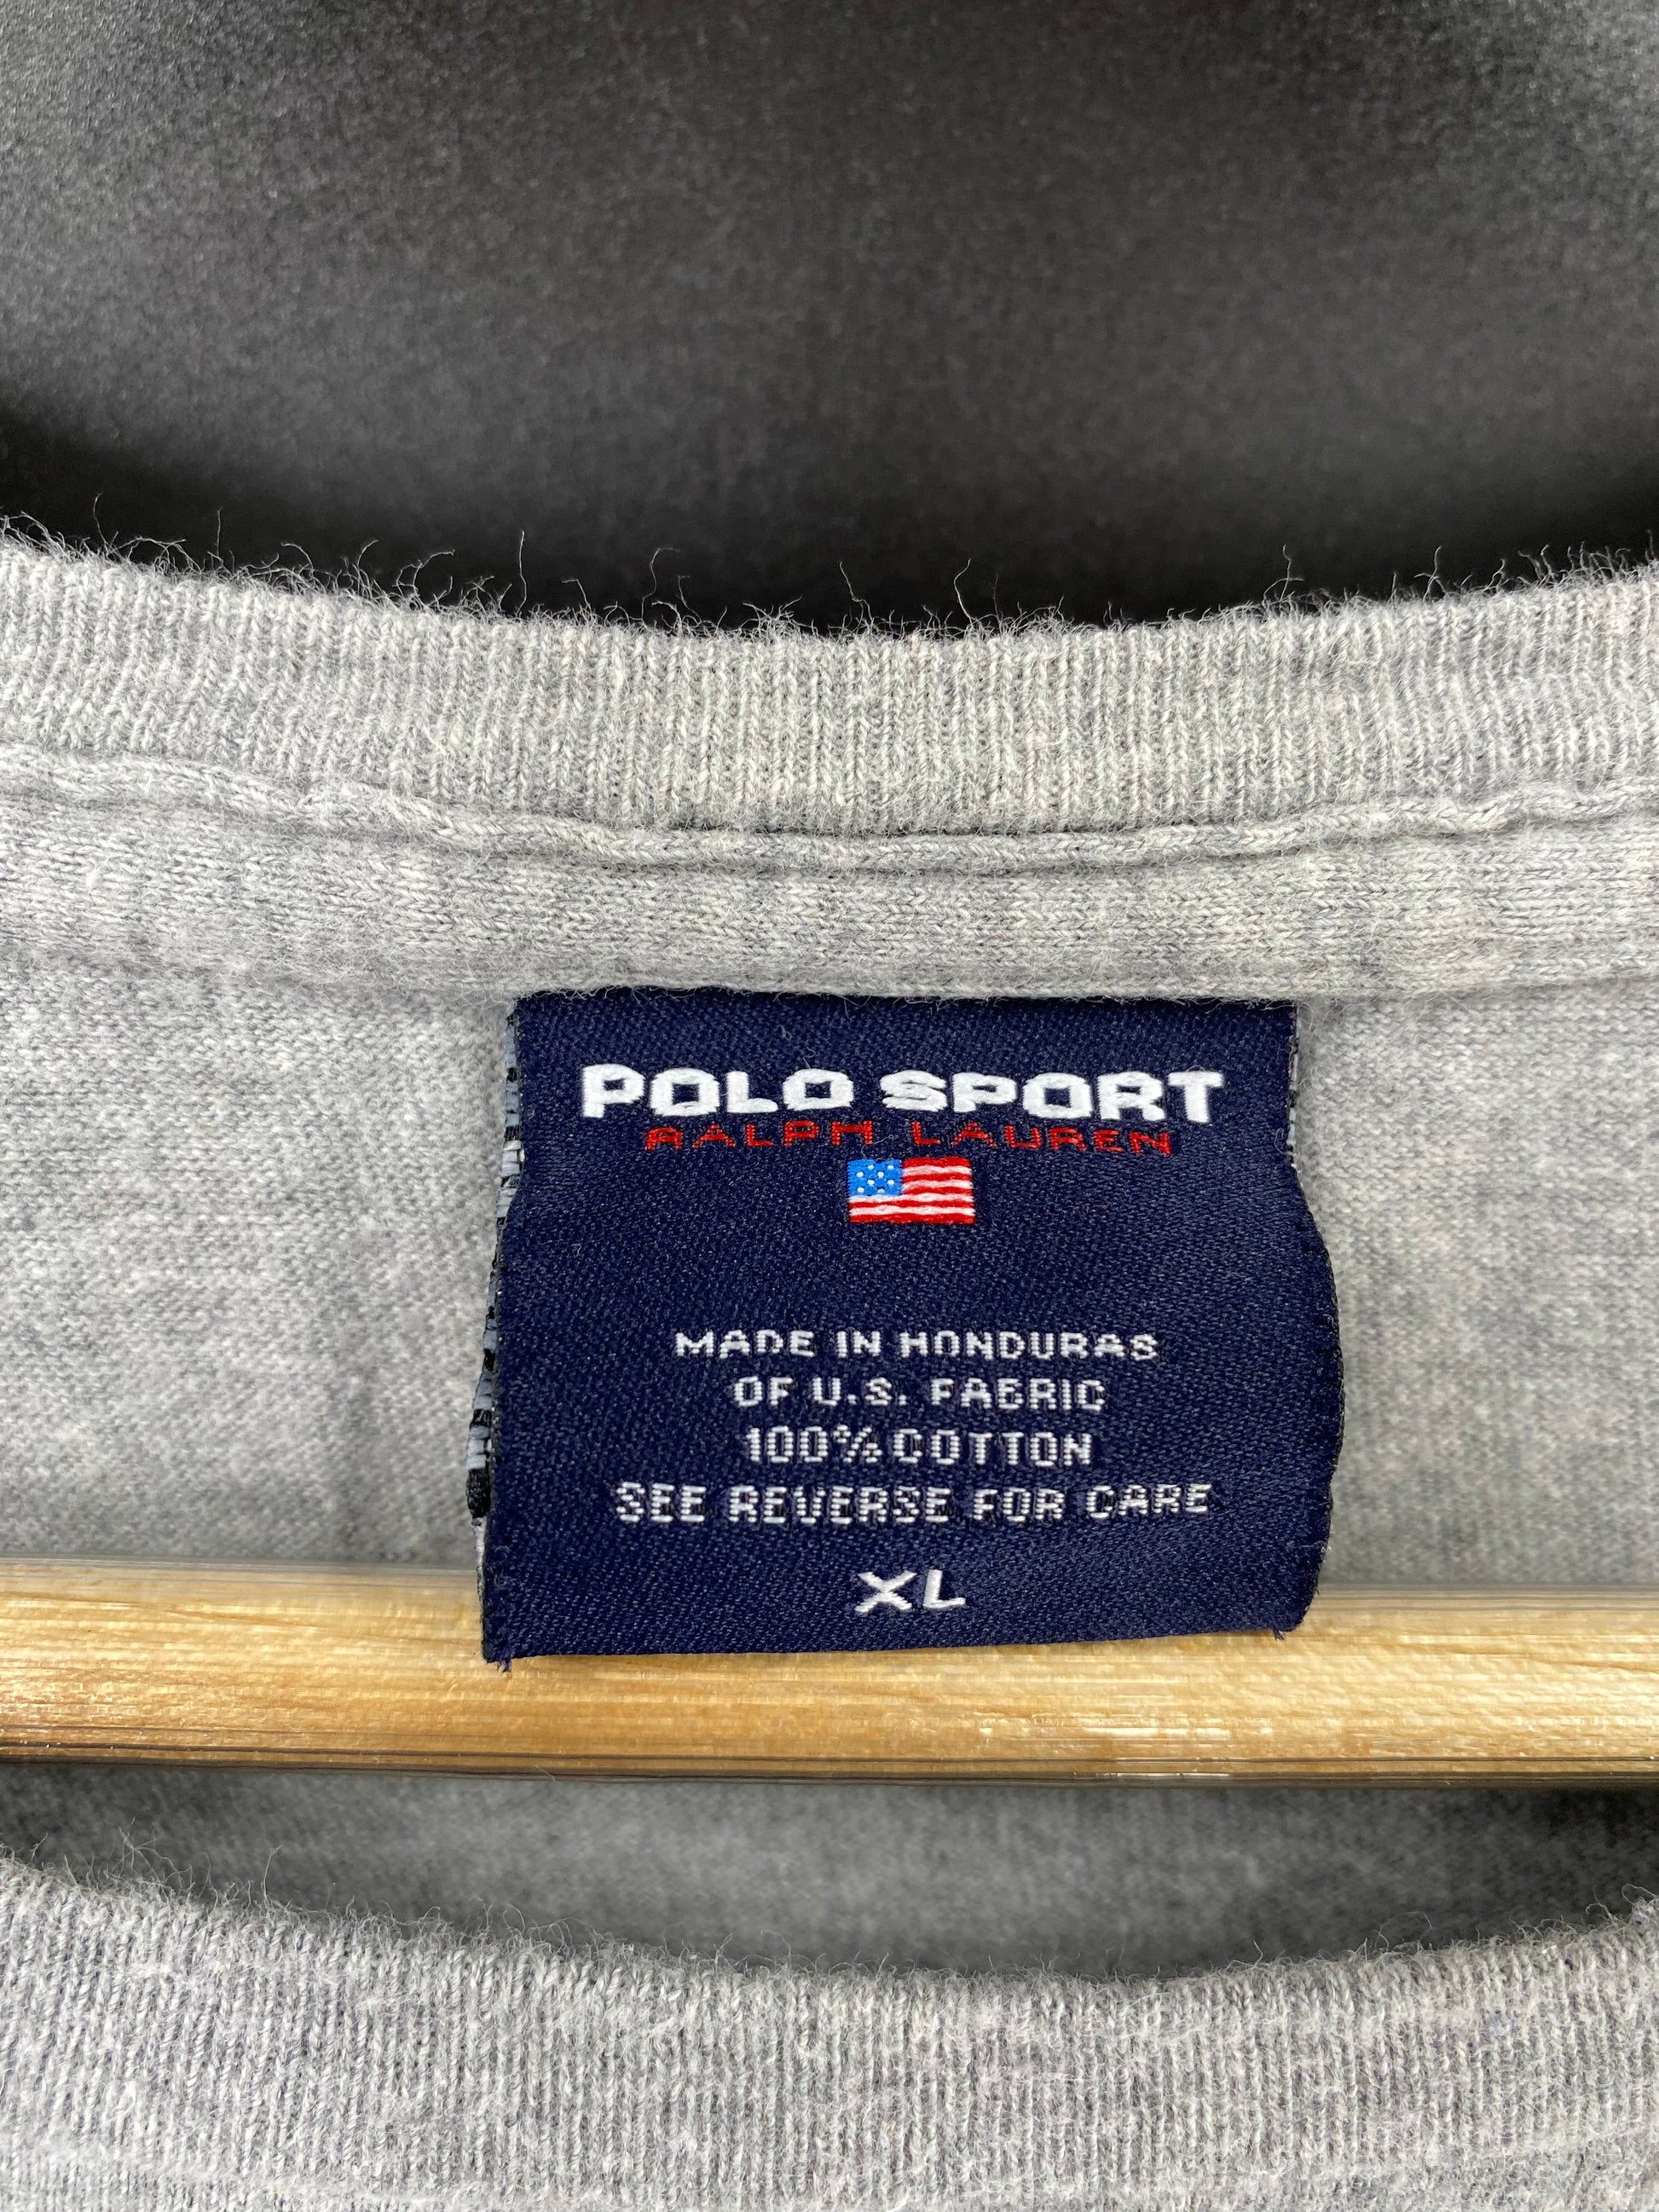 POLO SPORT
RALPH LAUREN
MADE IN HONDURAS
OF U.S. FABRIC
100% COTTON
SEE REVERSE FOR CARE
XL